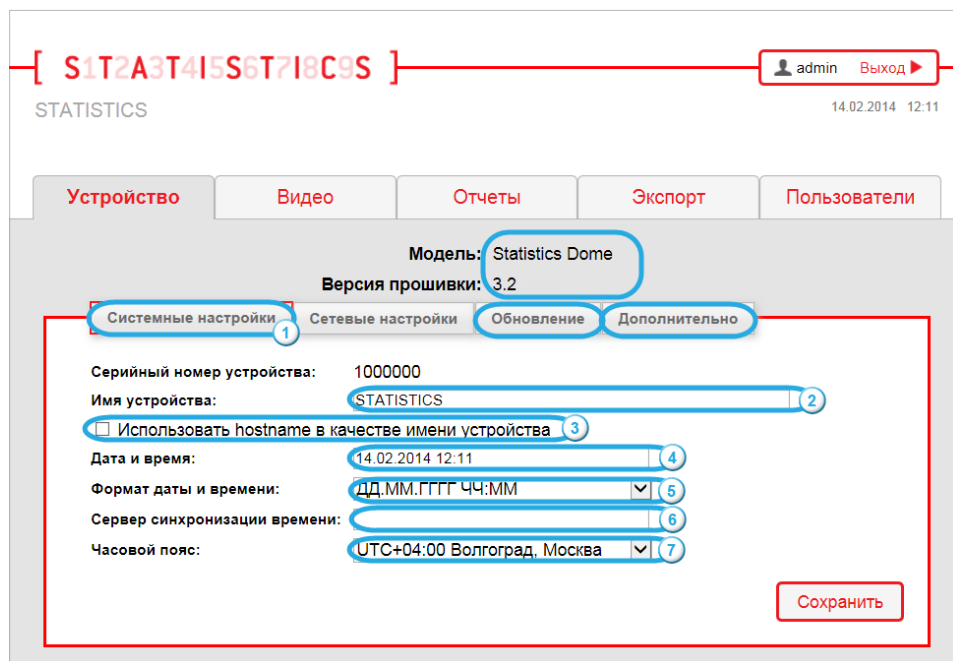 [ S1T2A3T4I5S6T7I8C9S ]
admin Выход
STATISTICS
14.02.2014 12:11
Устройство Видео Отчеты Экспорт Пользователи
Модель: Statistics Dome
Версия прошивки: 3.2
Системные настройки 1 Сетевые настройки Обновление Дополнительно
Серийный номер устройства: 1000000
Имя устройства: STATISTICS 2
Использовать hostname в качестве имени устройства 3
Дата и время: 14.02.2014 12:11 4
Формат даты и времени: ДД.ММ.ГГГГ ЧЧ:ММ 5
Сервер синхронизации времени: 6
Часовой пояс: UTC+04:00 Волгоград, Москва 7
Сохранить